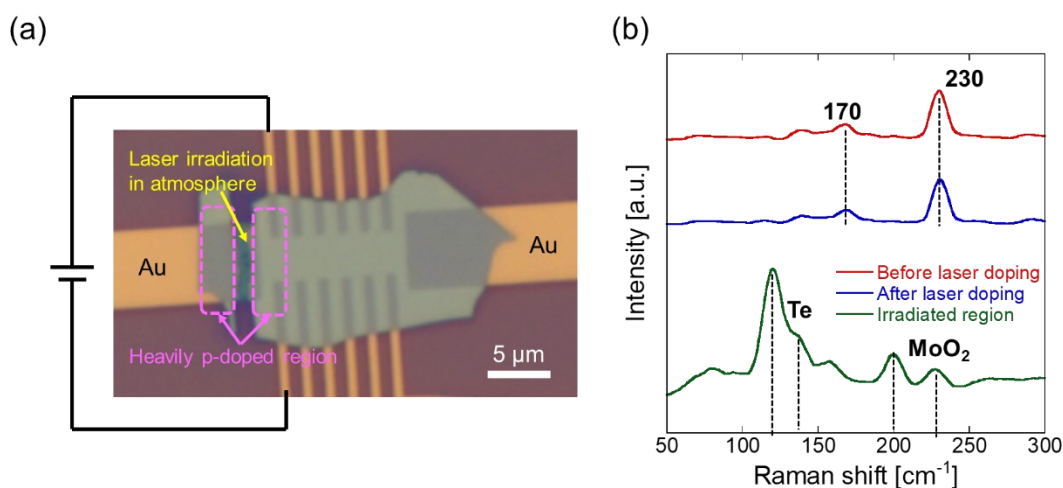 (a)
Laser irradiation
in atmosphere
Au
Au
Heavily p-doped region
5 μm
(b)
Intensity [a.u.]
170
230
Before laser doping
After laser doping
Irradiated region
Te
MoO₂
50 100 150 200 250 300
Raman shift [cm⁻¹]